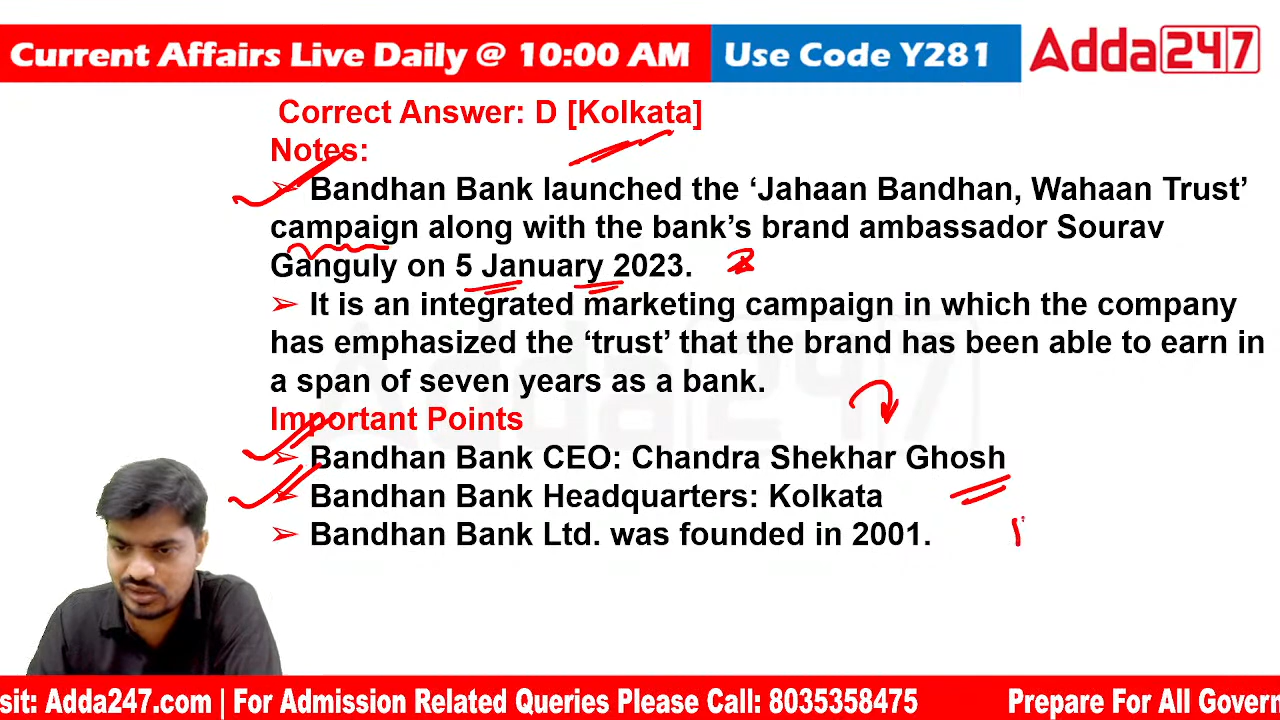 Current Affairs Live Daily @ 10:00 AM Use Code Y281 Adda247
Correct Answer: D [Kolkata]
Notes:
➢ Bandhan Bank launched the ‘Jahaan Bandhan, Wahaan Trust’
campaign along with the bank’s brand ambassador Sourav
Ganguly on 5 January 2023.
➢ It is an integrated marketing campaign in which the company
has emphasized the ‘trust’ that the brand has been able to earn in
a span of seven years as a bank.
Important Points
➢ Bandhan Bank CEO: Chandra Shekhar Ghosh
➢ Bandhan Bank Headquarters: Kolkata
➢ Bandhan Bank Ltd. was founded in 2001.
Adda247
sit: Adda247.com | For Admission Related Queries Please Call: 8035358475 Prepare For All Govern